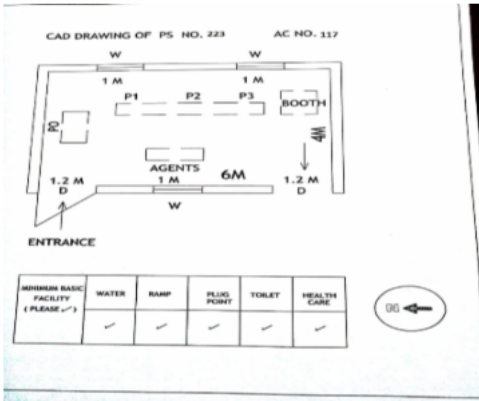 CAD DRAWING OF PS NO. 223 AC NO. 117
W W
1 M 1 M
P1 P2 P3
BOOTH
PO
4M
AGENTS
1.2 M 1 M 6M 1.2 M
D D
W
ENTRANCE
MINIMUM BASIC FACILITY ( PLEASE ✓ ) WATER RAMP PLUG POINT TOILET HEALTH CARE
✓ ✓ ✓ ✓ ✓